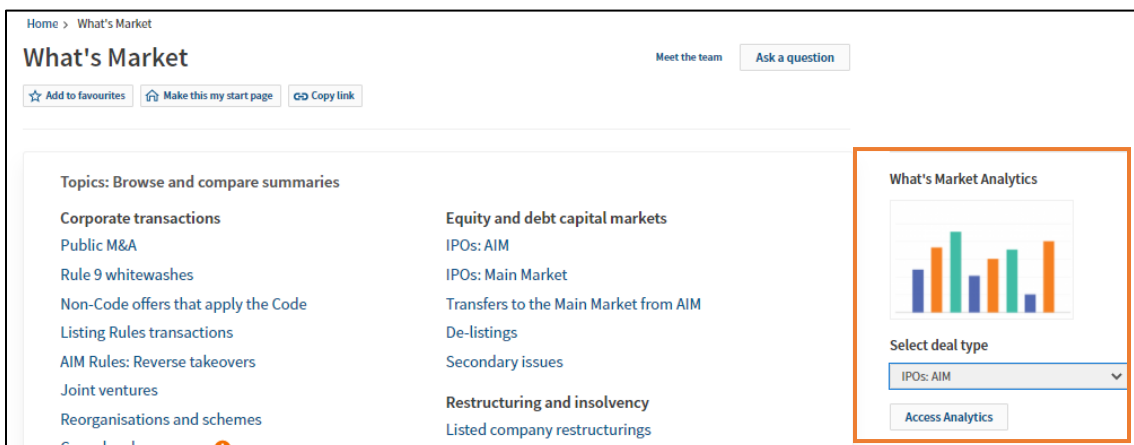 Home > What's Market
What's Market
Meet the team
Ask a question
Add to favourites
Make this my start page
Copy link
Topics: Browse and compare summaries
Corporate transactions
Public M&A
Rule 9 whitewashes
Non-Code offers that apply the Code
Listing Rules transactions
AIM Rules: Reverse takeovers
Joint ventures
Reorganisations and schemes
Equity and debt capital markets
IPOs: AIM
IPOs: Main Market
Transfers to the Main Market from AIM
De-listings
Secondary issues
Restructuring and insolvency
Listed company restructurings
What's Market Analytics
Select deal type
IPOs: AIM
Access Analytics